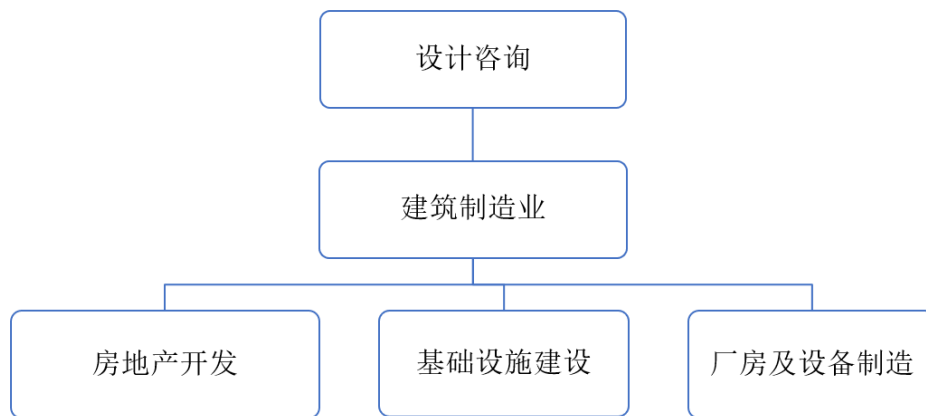 设计咨询
建筑制造业
房地产开发
基础设施建设
厂房及设备制造